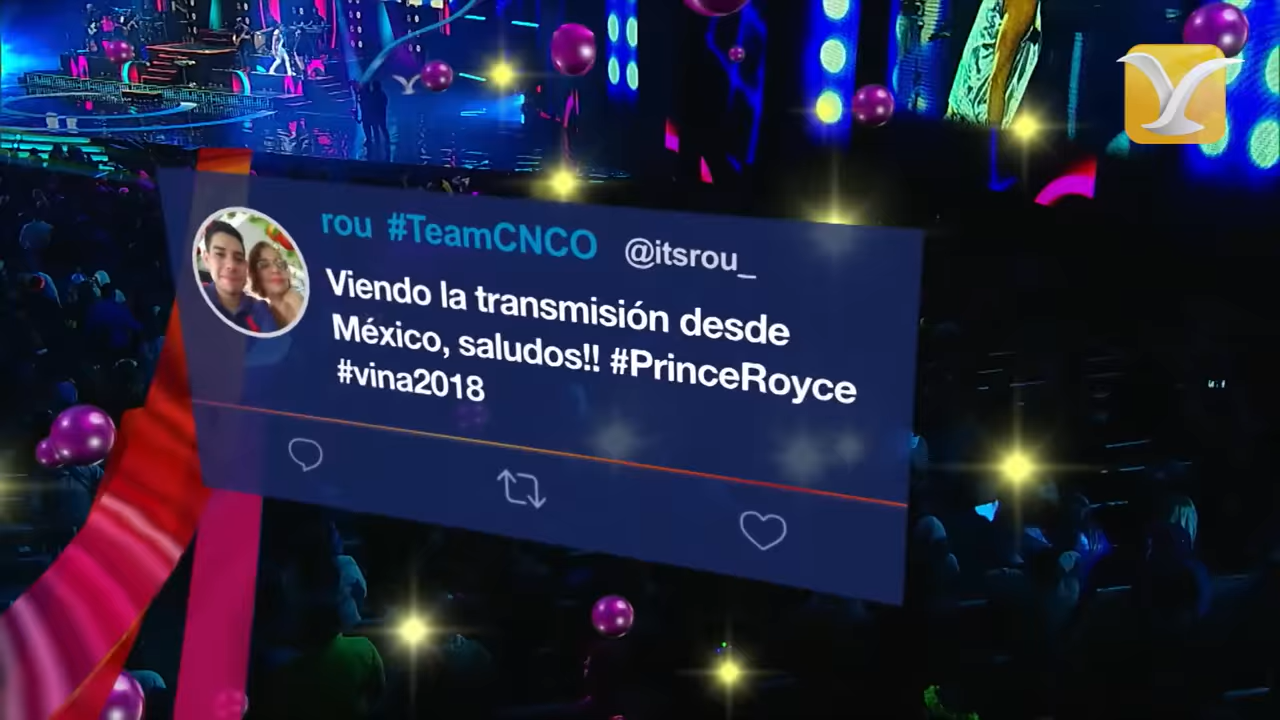 rou #TeamCNCO @itsrou_
Viendo la transmisión desde
México, saludos!! #PrinceRoyce
#vina2018